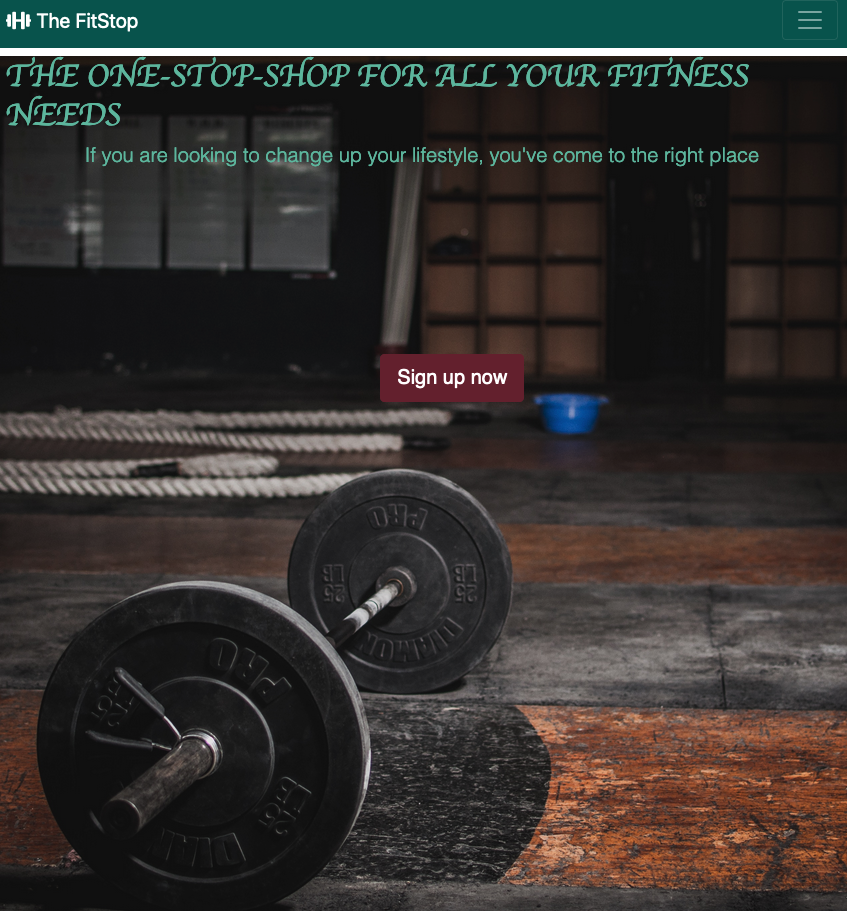 The FitStop
THE ONE-STOP-SHOP FOR ALL YOUR FITNESS
NEEDS
If you are looking to change up your lifestyle, you've come to the right place
Sign up now
PRO
25
LB
25
LB
DIAMOND
PRO
25
LB
25
LB